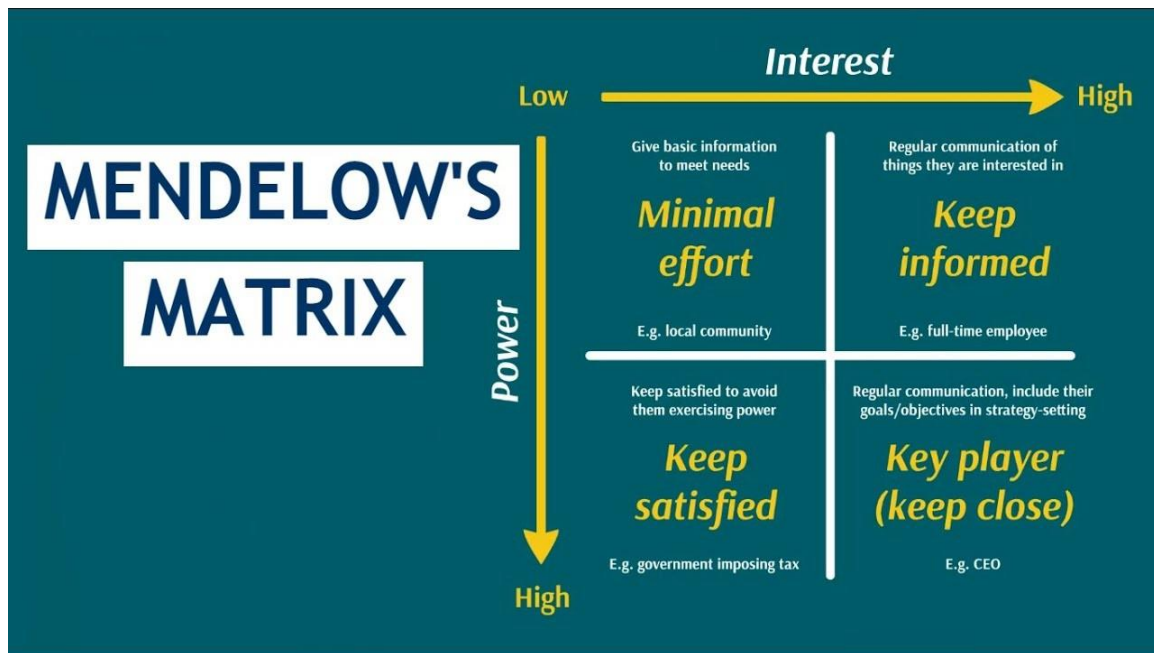 MENDELOW'S
MATRIX
Interest
Low
High
Power
High
Give basic information
to meet needs
Minimal
effort
E.g. local community
Regular communication of
things they are interested in
Keep
informed
E.g. full-time employee
Keep satisfied to avoid
them exercising power
Keep
satisfied
E.g. government imposing tax
Regular communication, include their
goals/objectives in strategy-setting
Key player
(keep close)
E.g. CEO